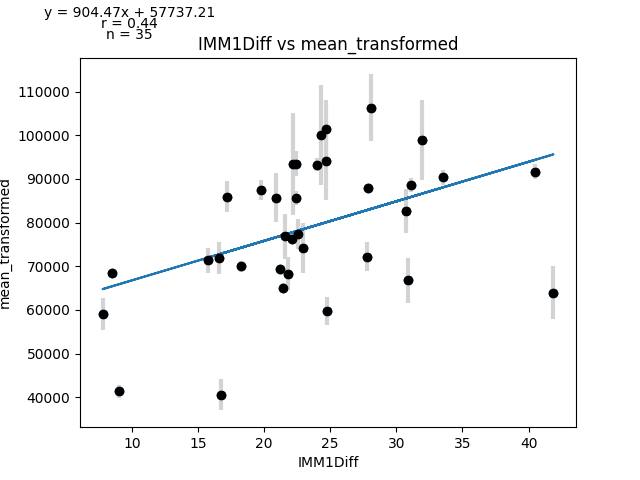 y = 904.47x + 57737.21
r = 0.44
n = 35
IMM1Diff vs mean_transformed
mean_transformed
110000
100000
90000
80000
70000
60000
50000
40000
10
15
20
25
30
35
40
IMM1Diff